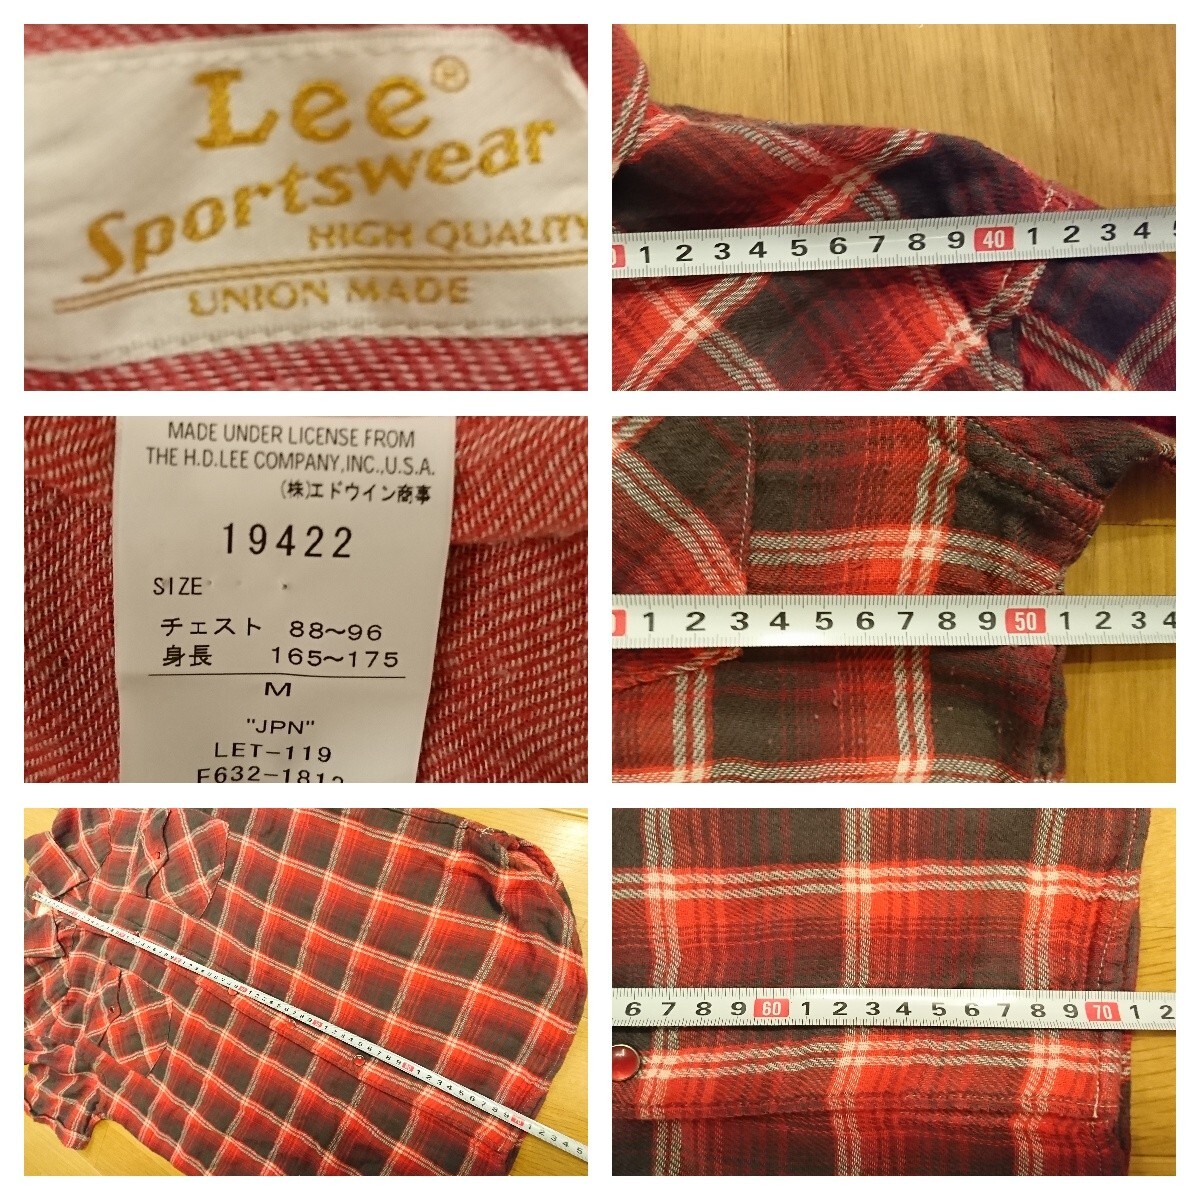 Lee®
Sportswear
HIGH QUALITY
UNION MADE
1 2 3 4 5 6 7 8 9 40 1 2 3 4
MADE UNDER LICENSE FROM
THE H.D.LEE COMPANY,INC.,U.S.A.
(株)エドウイン商事
19422
SIZE
チェスト 88~96
身長 165~175
M
"JPN"
LET-119
F632-1812
1 2 3 4 5 6 7 8 9 50 1 2 3 4
6 7 8 9 60 1 2 3 4 5 6 7 8 9 70 1 2